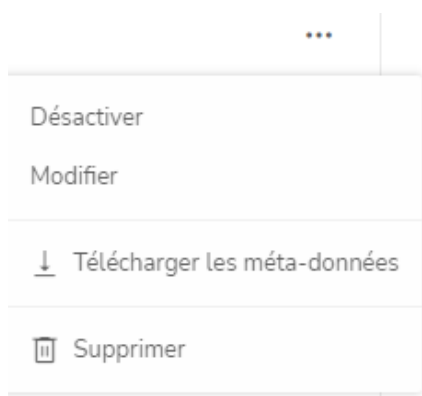 Désactiver
Modifier
Télécharger les méta-données
Supprimer